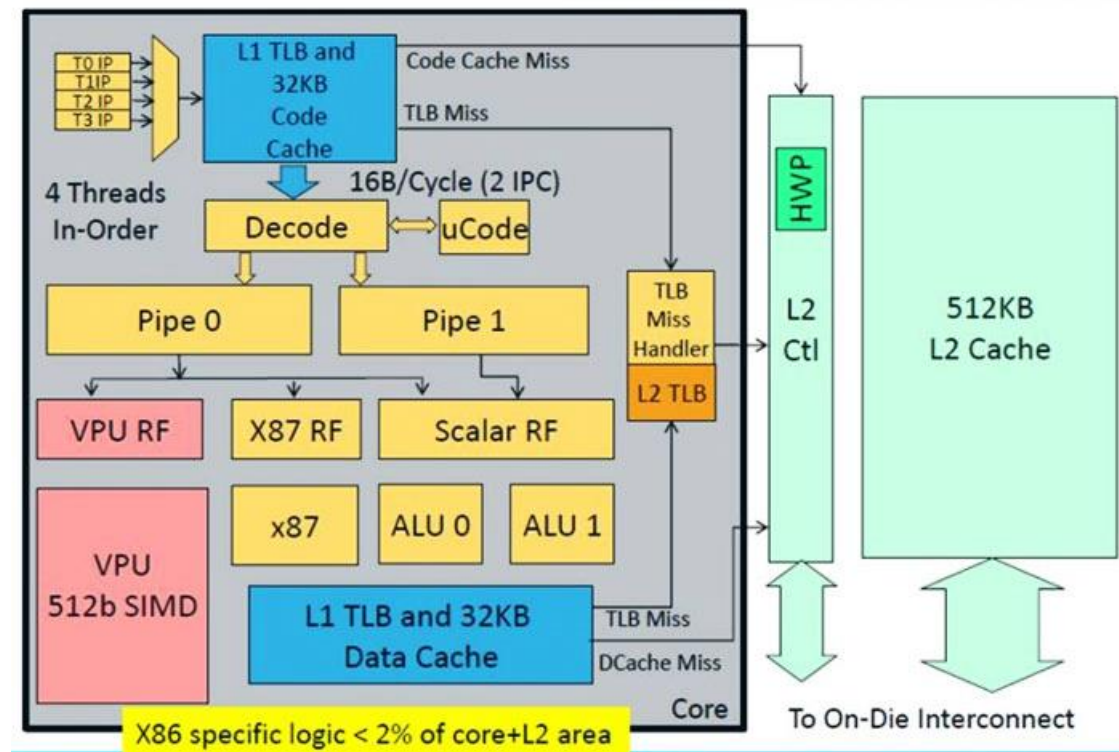 T0 IP
T1IP
T2 IP
T3 IP
4 Threads
In-Order
L1 TLB and
32KB
Code
Cache
Code Cache Miss
TLB Miss
16B/Cycle (2 IPC)
Decode
uCode
Pipe 0
Pipe 1
TLB
Miss
Handler
L2 TLB
VPU RF
X87 RF
Scalar RF
VPU
512b SIMD
x87
ALU 0
ALU 1
L1 TLB and 32KB
Data Cache
TLB Miss
DCache Miss
Core
HWP
L2
Ctl
512KB
L2 Cache
To On-Die Interconnect
X86 specific logic < 2% of core+L2 area